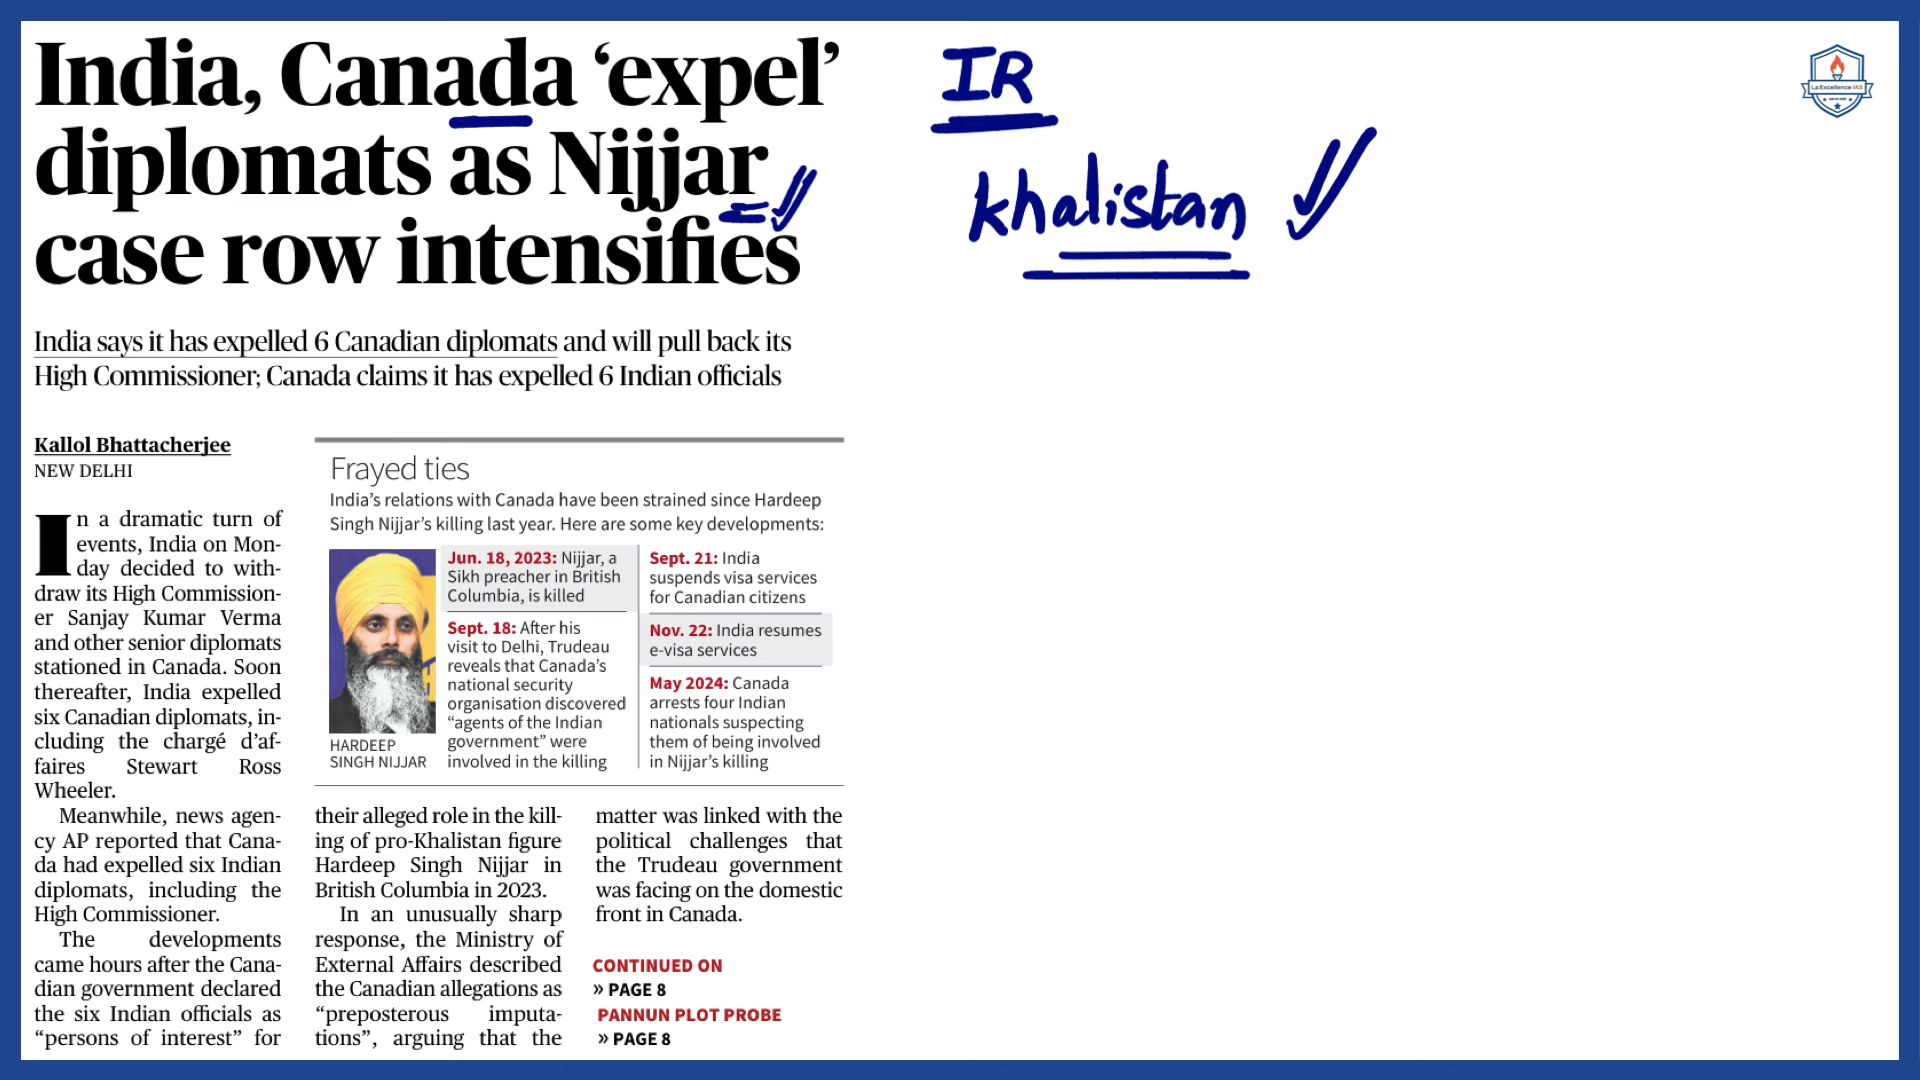 India, Canada ‘expel’
diplomats as Nijjar
case row intensifies
India says it has expelled 6 Canadian diplomats and will pull back its
High Commissioner; Canada claims it has expelled 6 Indian officials
Kallol Bhattacherjee
NEW DELHI
In a dramatic turn of
events, India on Mon-
day decided to with-
draw its High Commission-
er Sanjay Kumar Verma
and other senior diplomats
stationed in Canada. Soon
thereafter, India expelled
six Canadian diplomats, in-
cluding the chargé d’af-
faires Stewart Ross
Wheeler.
Meanwhile, news agen-
cy AP reported that Cana-
da had expelled six Indian
diplomats, including the
High Commissioner.
The developments
came hours after the Cana-
dian government declared
the six Indian officials as
“persons of interest” for
Frayed ties
India’s relations with Canada have been strained since Hardeep
Singh Nijjar’s killing last year. Here are some key developments:
HARDEEP
SINGH NIJJAR
Jun. 18, 2023: Nijjar, a
Sikh preacher in British
Columbia, is killed
Sept. 18: After his
visit to Delhi, Trudeau
reveals that Canada’s
national security
organisation discovered
“agents of the Indian
government” were
involved in the killing
Sept. 21: India
suspends visa services
for Canadian citizens
Nov. 22: India resumes
e-visa services
May 2024: Canada
arrests four Indian
nationals suspecting
them of being involved
in Nijjar’s killing
their alleged role in the kill-
ing of pro-Khalistan figure
Hardeep Singh Nijjar in
British Columbia in 2023.
In an unusually sharp
response, the Ministry of
External Affairs described
the Canadian allegations as
“preposterous imputa-
tions”, arguing that the
matter was linked with the
political challenges that
the Trudeau government
was facing on the domestic
front in Canada.
CONTINUED ON
» PAGE 8
PANNUN PLOT PROBE
» PAGE 8
IR
khalistan
La Excellence IAS